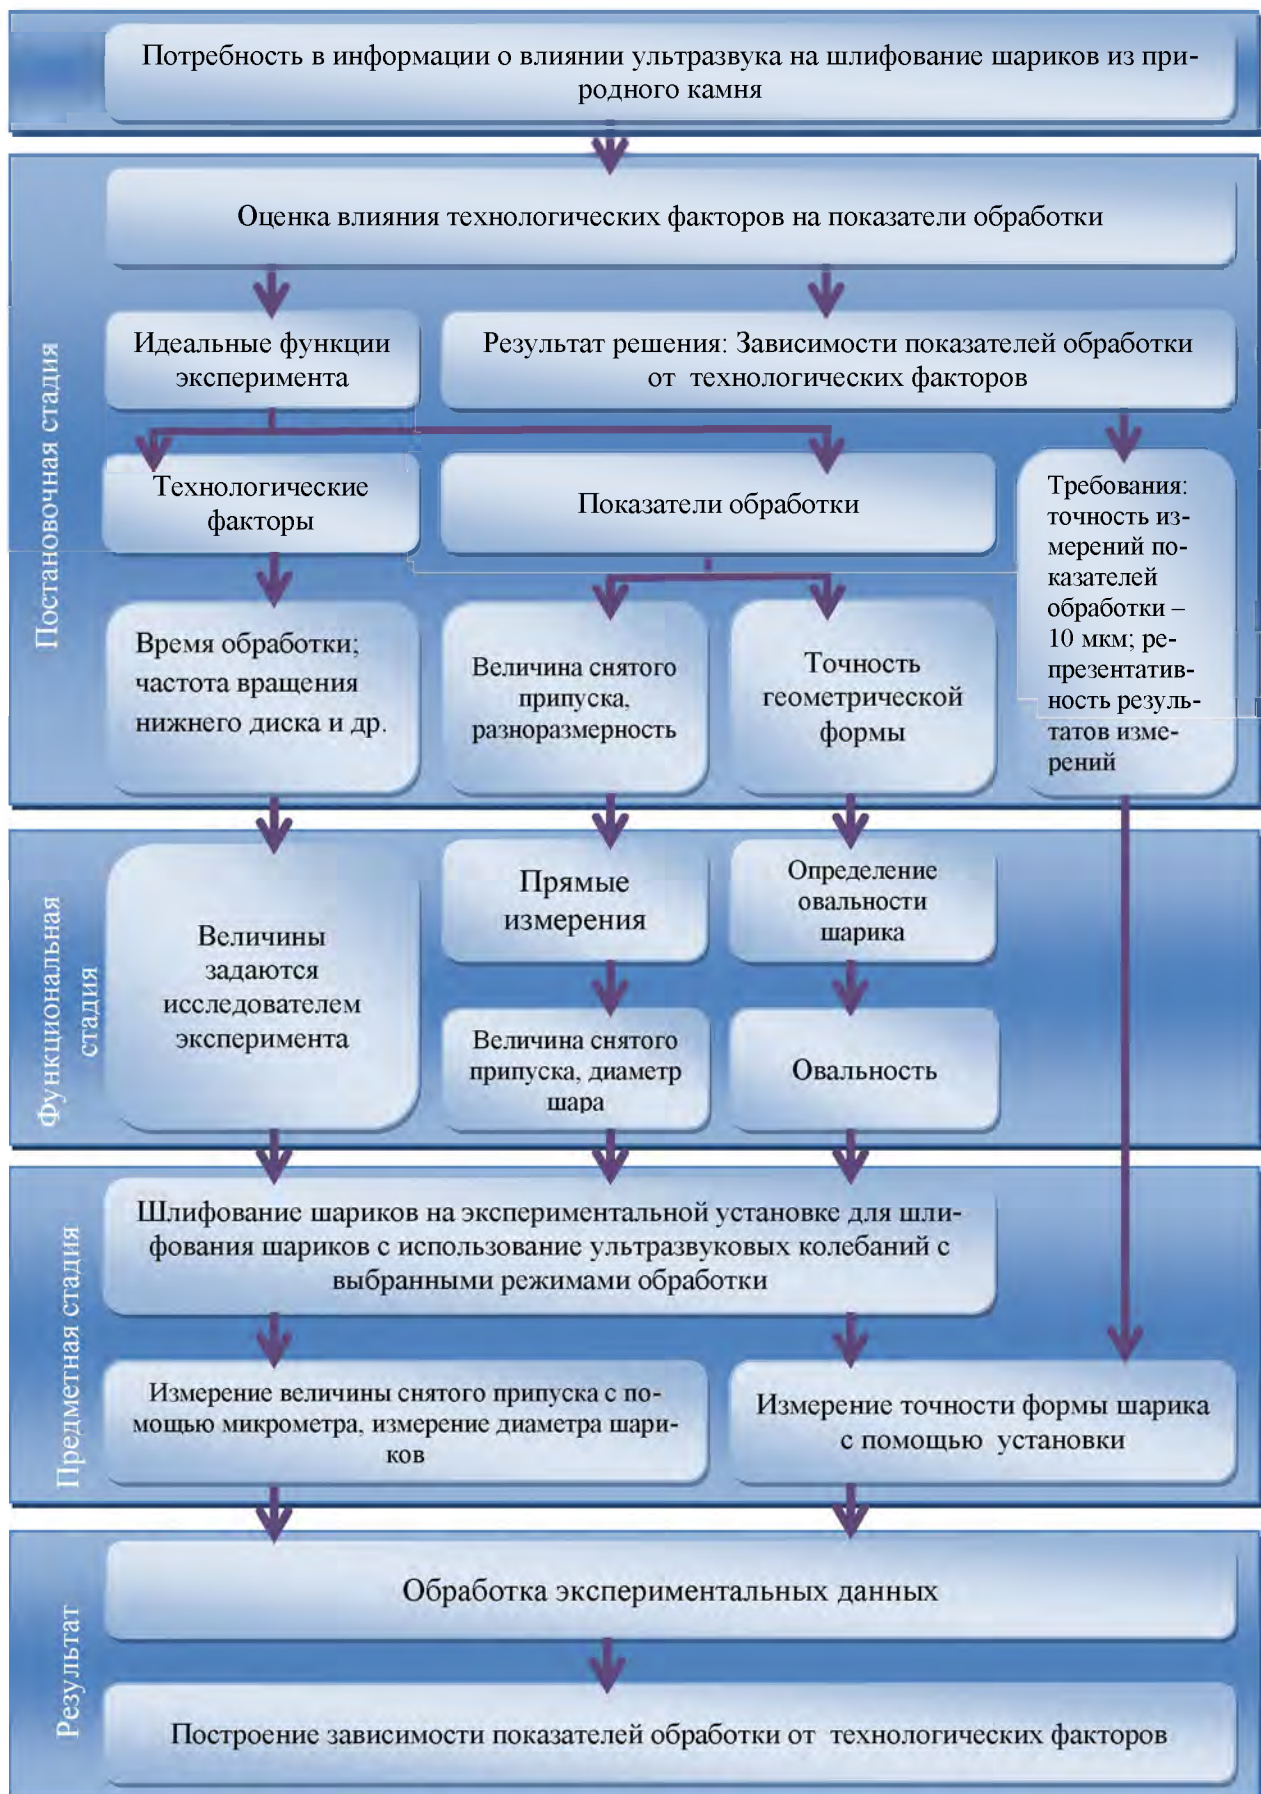 Потребность в информации о влиянии ультразвука на шлифование шариков из при-
родного камня
Постановочная стадия
Оценка влияния технологических факторов на показатели обработки
Идеальные функции
эксперимента
Результат решения: Зависимости показателей обработки
от технологических факторов
Технологические
факторы
Показатели обработки
Требования:
точность из-
мерений по-
казателей
обработки –
10 мкм; ре-
презентатив-
ность резуль-
татов изме-
рений
Время обработки;
частота вращения
нижнего диска и др.
Величина снятого
припуска,
разноразмерность
Точность
геометрической
формы
Функциональная
стадия
Величины
задаются
исследователем
эксперимента
Прямые
измерения
Определение
овальности
шарика
Величина снятого
припуска, диаметр
шара
Овальность
Предметная стадия
Шлифование шариков на экспериментальной установке для шли-
фования шариков с использование ультразвуковых колебаний с
выбранными режимами обработки
Измерение величины снятого припуска с по-
мощью микрометра, измерение диаметра шари-
ков
Измерение точности формы шарика
с помощью установки
Результат
Обработка экспериментальных данных
Построение зависимости показателей обработки от технологических факторов